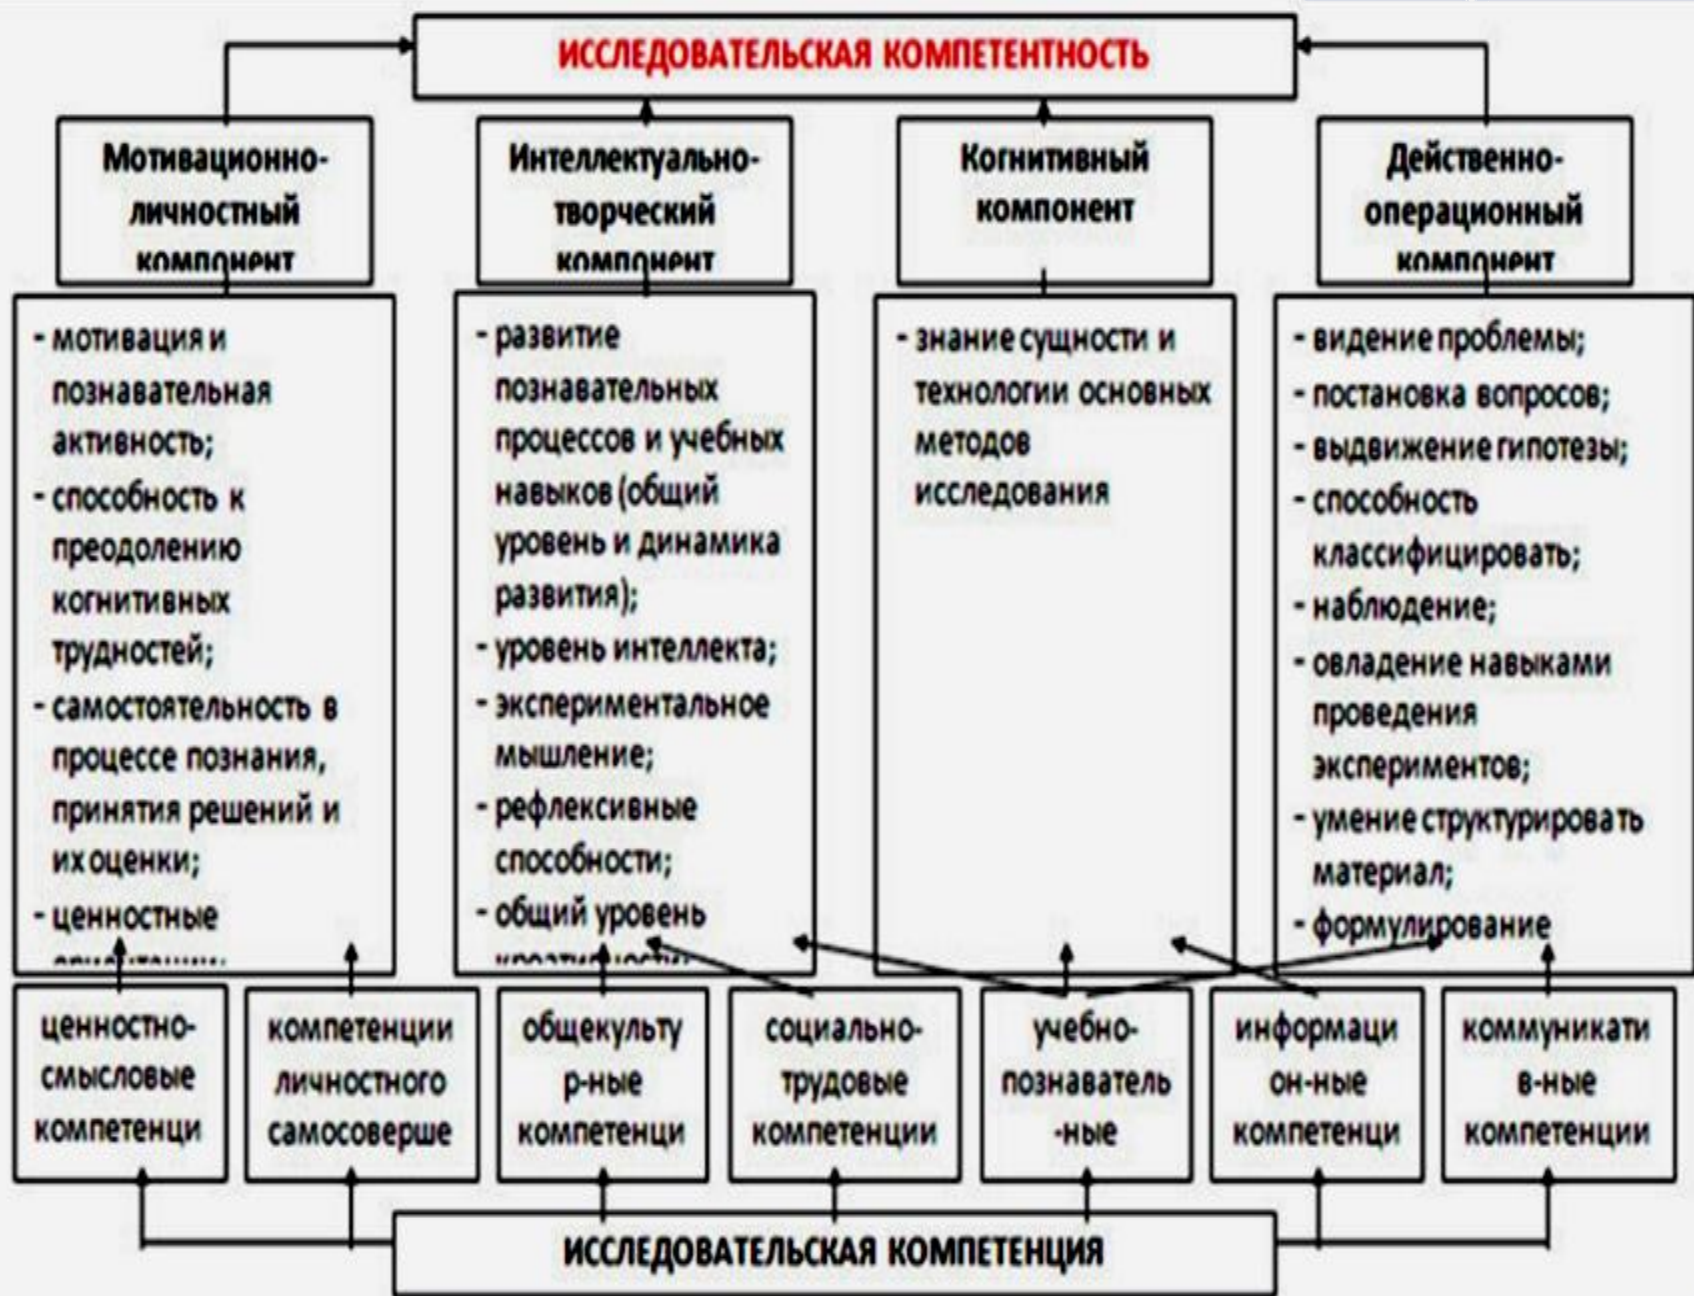 ИССЛЕДОВАТЕЛЬСКАЯ КОМПЕТЕНТНОСТЬ
Мотивационно-
личностный
компонент
Интеллектуально-
творческий
компонент
Когнитивный
компонент
Действенно-
операционный
компонент
- мотивация и
познавательная
активность;
- способность к
преодолению
когнитивных
трудностей;
- самостоятельность в
процессе познания,
принятия решений и
их оценки;
- ценностные
- развитие
познавательных
процессов и учебных
навыков (общий
уровень и динамика
развития);
- уровень интеллекта;
- экспериментальное
мышление;
- рефлексивные
способности;
- общий уровень
- знание сущности и
технологии основных
методов
исследования
- видение проблемы;
- постановка вопросов;
- выдвижение гипотезы;
- способность
классифицировать;
- наблюдение;
- овладение навыками
проведения
экспериментов;
- умение структурировать
материал;
- формулирование
ценностно-
смысловые
компетенци
компетенции
личностного
самосоверше
общекульту
р-ные
компетенци
социально-
трудовые
компетенции
учебно-
познаватель
-ные
информаци
он-ные
компетенци
коммуникати
в-ные
компетенции
ИССЛЕДОВАТЕЛЬСКАЯ КОМПЕТЕНЦИЯ